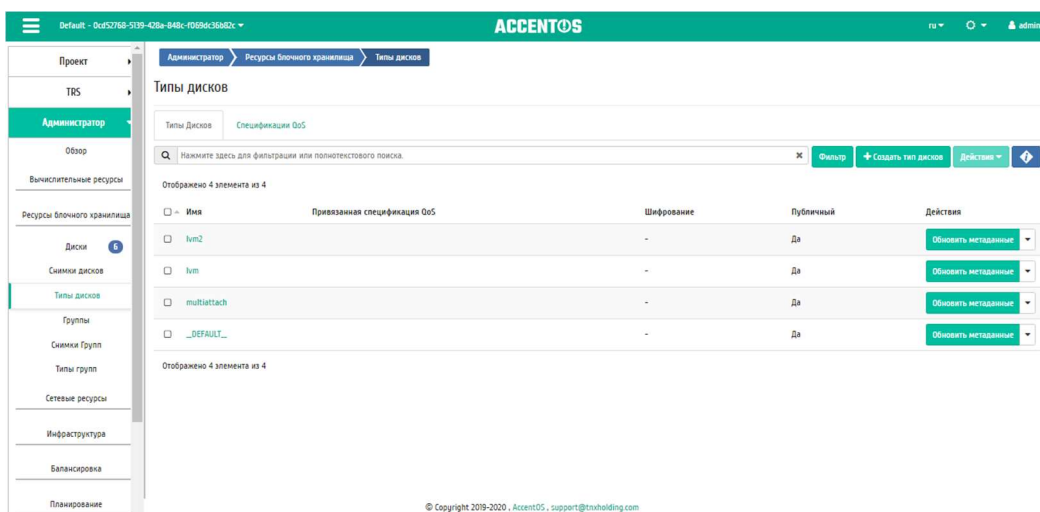 Default - 0cd52768-5139-428a-848c-f069dc36b82c
ACCENTOS
ru
admin
Проект
TRS
Администратор
Обзор
Вычислительные ресурсы
Ресурсы блочного хранилища
Диски 6
Снимки дисков
Типы дисков
Группы
Снимки Групп
Типы групп
Сетевые ресурсы
Инфраструктура
Балансировка
Планирование
Администратор Ресурсы блочного хранилища Типы дисков
Типы дисков
Типы Дисков Спецификации QoS
Нажмите здесь для фильтрации или полнотекстового поиска. Фильтр + Создать тип дисков Действия
Отображено 4 элемента из 4
Имя Привязанная спецификация QoS Шифрование Публичный Действия
lvm2 - Да Обновить метаданные
lvm - Да Обновить метаданные
multiattach - Да Обновить метаданные
__DEFAULT__ - Да Обновить метаданные
Отображено 4 элемента из 4
© Copyright 2019-2020 , AccentOS , support@tnxholding.com